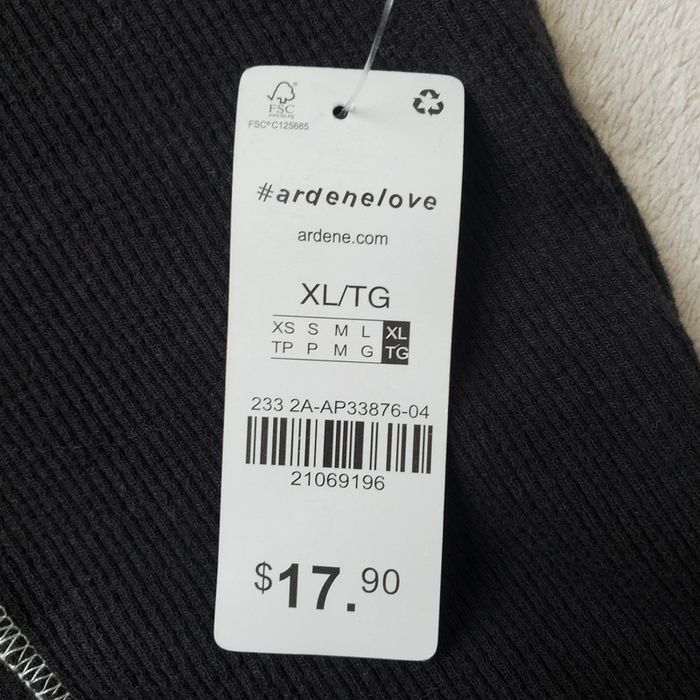 FSC
FSC® C125685
#ardenelove
ardene.com
XL/TG
XS S M L XL
TP P M G TG
233 2A-AP33876-04
21069196
$17.90